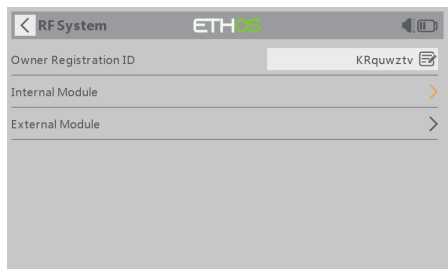 RF System
ETHOS
Owner Registration ID KRquwztv
Internal Module
External Module